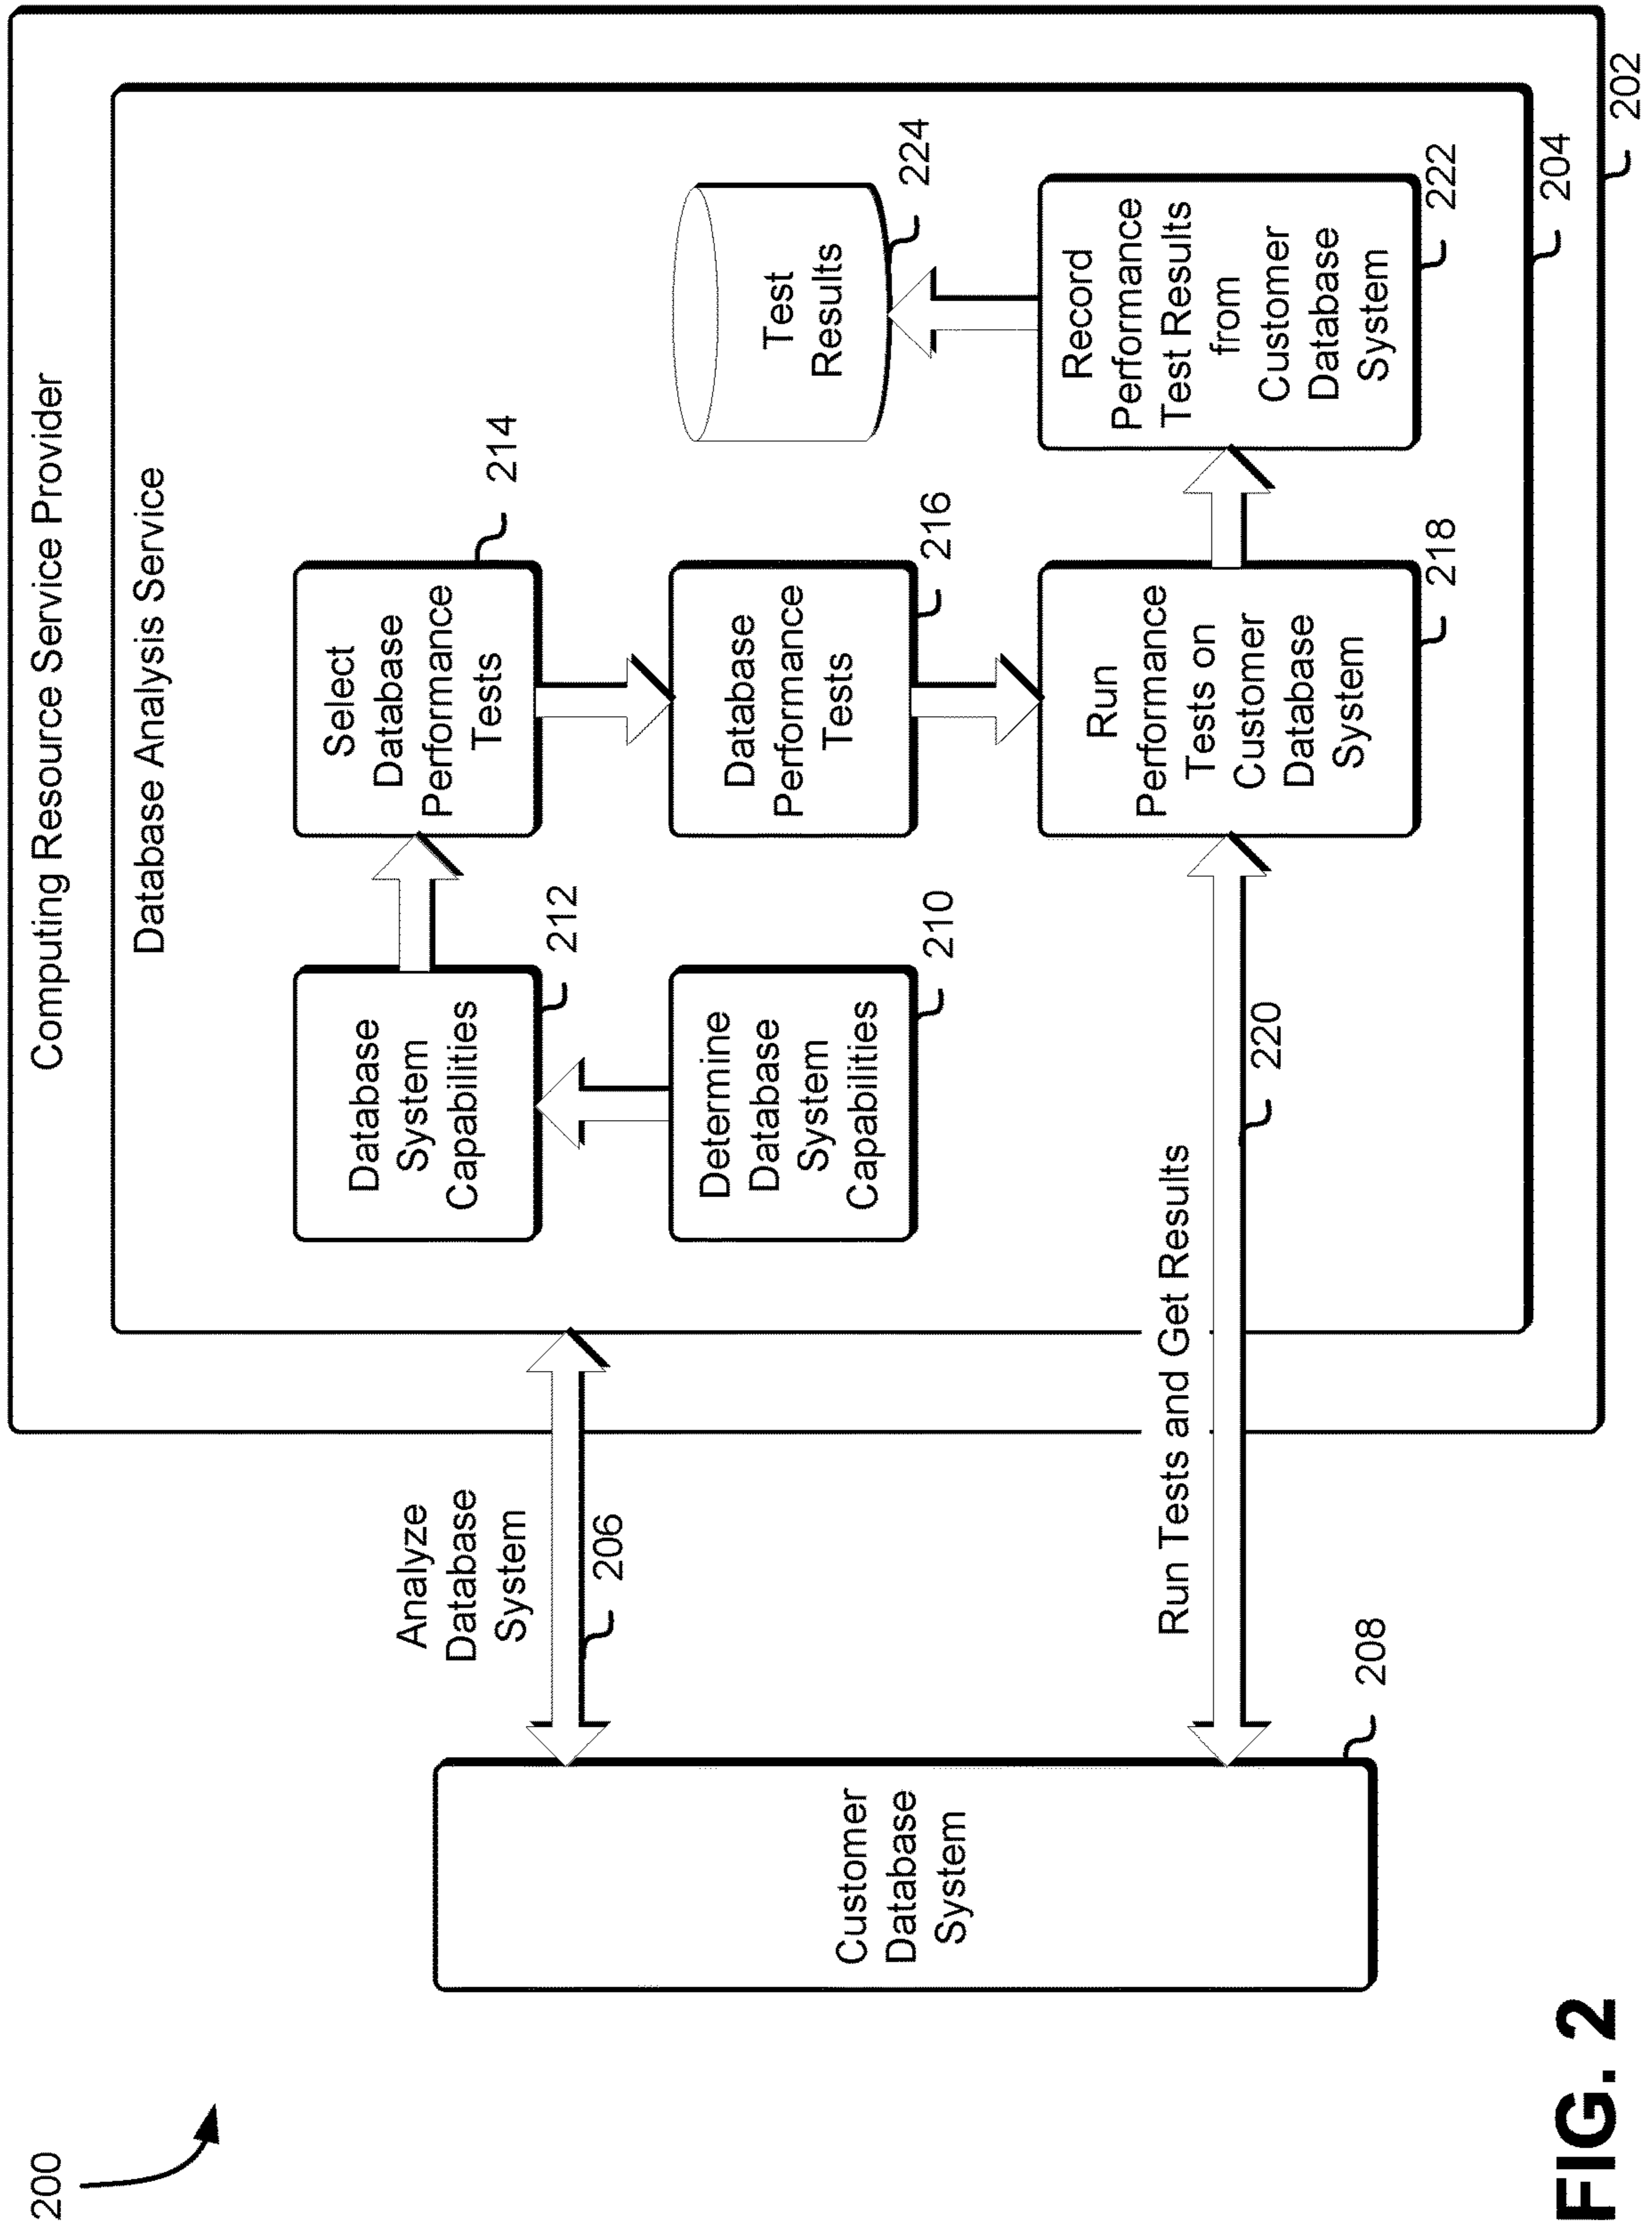 200
Computing Resource Service Provider
Database Analysis Service
Analyze
Database
System
206
Customer
Database
System
208
Database
System
Capabilities
212
Determine
Database
System
Capabilities
210
Select
Database
Performance
Tests
214
Database
Performance
Tests
216
Run
Performance
Tests on
Customer
Database
System
218
Run Tests and Get Results
220
Record
Performance
Test Results
from
Customer
Database
System
222
Test
Results
224
204
202
FIG. 2